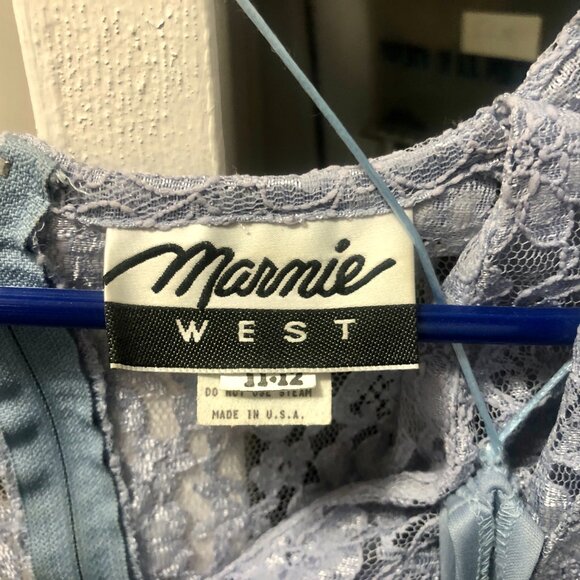 Marnie
WEST
11-12
DO NOT USE STEAM
MADE IN U.S.A.